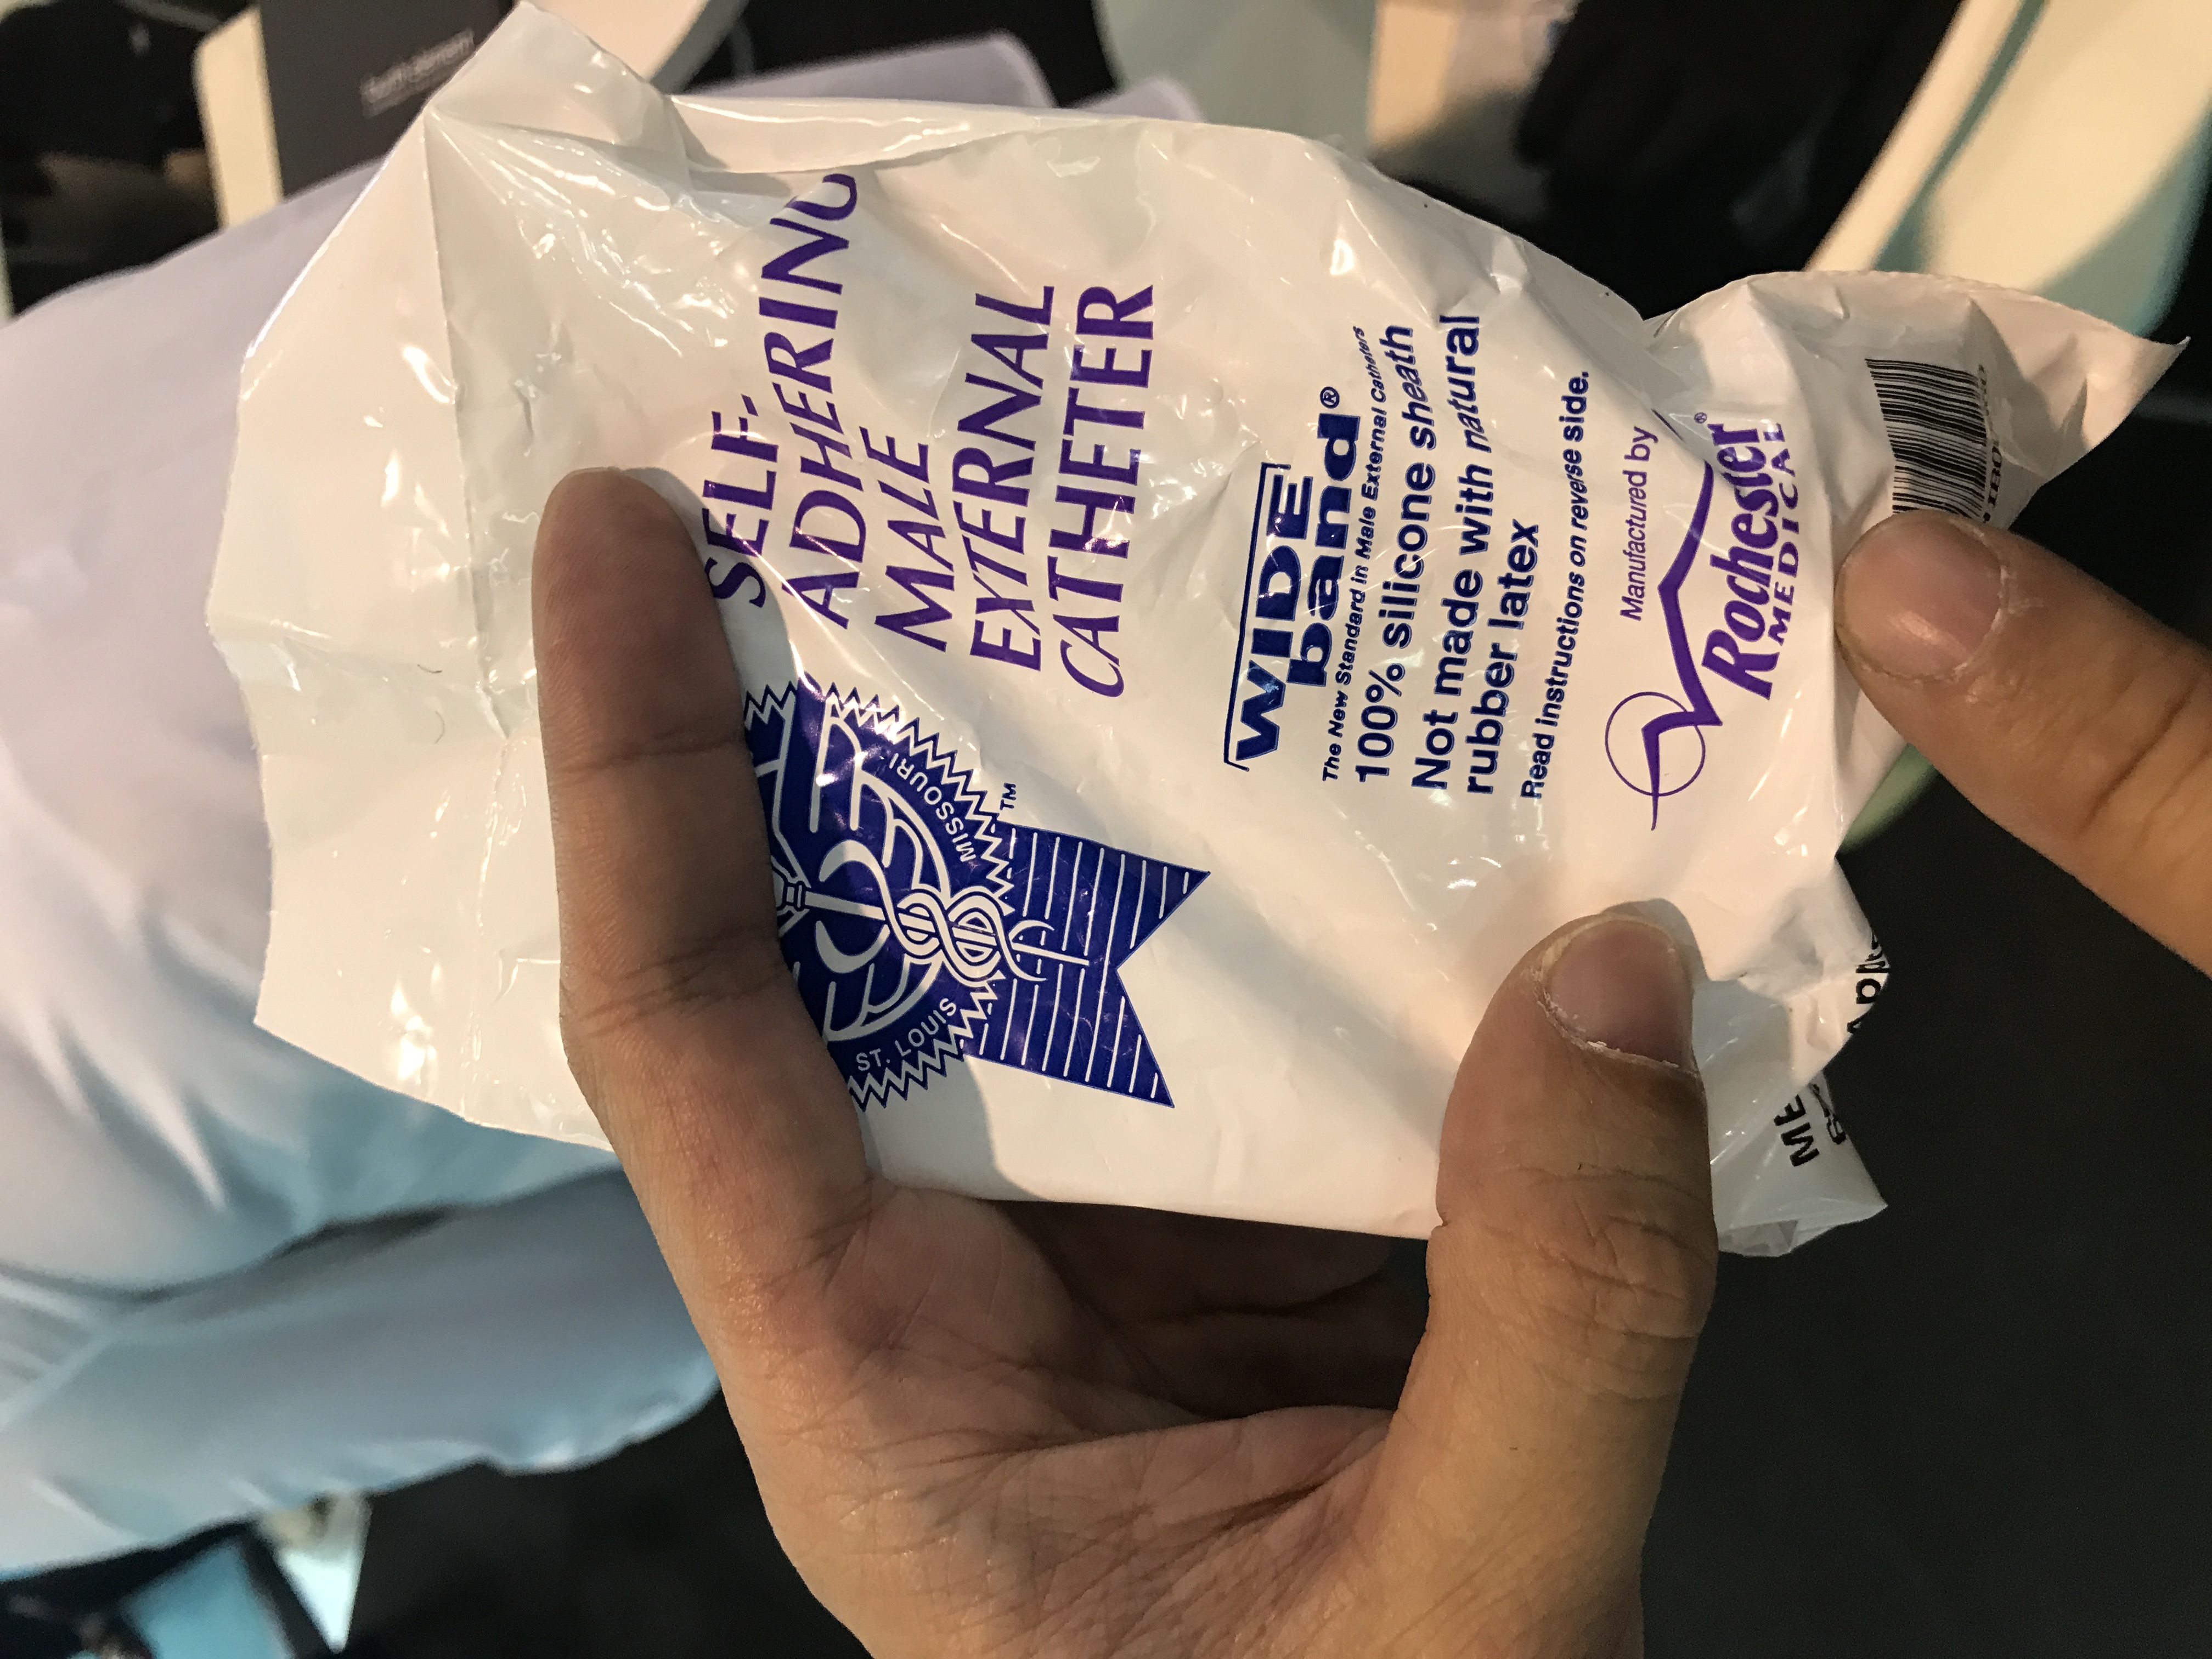 SELF-
ADHERING
MALE
EXTERNAL
CATHETER
MISSOURI
ST. LOUIS
TM
WIDE
band®
The New Standard in Male External Catheters
100% silicone sheath
Not made with natural
rubber latex
Read instructions on reverse side.
Manufactured by
Rochester®
MEDICAL